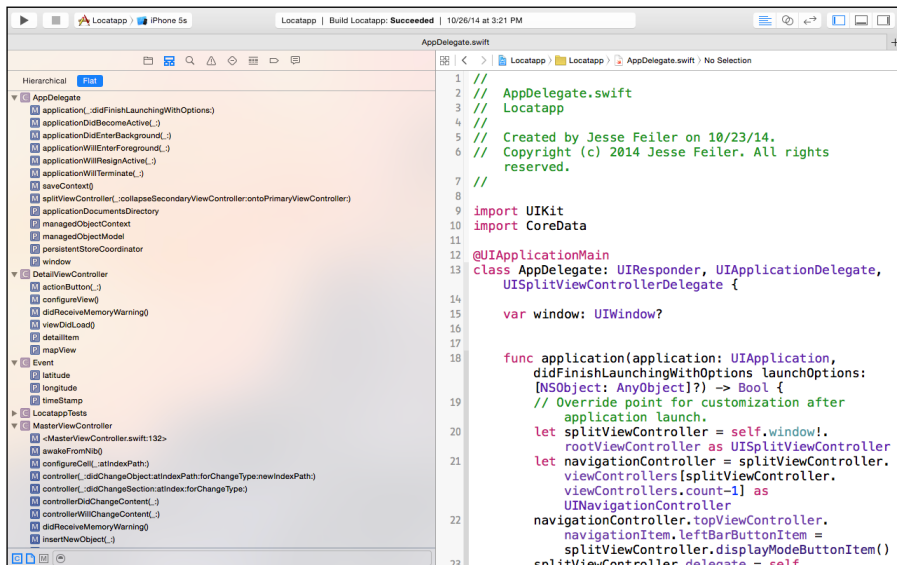 Locatapp iPhone 5s
Locatapp | Build Locatapp: Succeeded | 10/26/14 at 3:21 PM
AppDelegate.swift
Hierarchical Flat
C AppDelegate
M application(_:didFinishLaunchingWithOptions:)
M applicationDidBecomeActive(_:)
M applicationDidEnterBackground(_:)
M applicationWillEnterForeground(_:)
M applicationWillResignActive(_:)
M applicationWillTerminate(_:)
M saveContext()
M splitViewController(_:collapseSecondaryViewController:ontoPrimaryViewController:)
P applicationDocumentsDirectory
P managedObjectContext
P managedObjectModel
P persistentStoreCoordinator
P window
C DetailViewController
M actionButton(_:)
M configureView()
M didReceiveMemoryWarning()
M viewDidLoad()
P detailItem
P mapView
C Event
P latitude
P longitude
P timeStamp
C LocatappTests
C MasterViewController
M <MasterViewController.swift:132>
M awakeFromNib()
M configureCell(_:atIndexPath:)
M controller(_:didChangeObject:atIndexPath:forChangeType:newIndexPath:)
M controller(_:didChangeSection:atIndex:forChangeType:)
M controllerDidChangeContent(_:)
M controllerWillChangeContent(_:)
M didReceiveMemoryWarning()
M insertNewObject(_:)
C M
Locatapp Locatapp AppDelegate.swift No Selection
1 //
2 // AppDelegate.swift
3 // Locatapp
4 //
5 // Created by Jesse Feiler on 10/23/14.
6 // Copyright (c) 2014 Jesse Feiler. All rights
reserved.
7 //
8
9 import UIKit
10 import CoreData
11
12 @UIApplicationMain
13 class AppDelegate: UIResponder, UIApplicationDelegate,
UISplitViewControllerDelegate {
14
15 var window: UIWindow?
16
17
18 func application(application: UIApplication,
didFinishLaunchingWithOptions launchOptions:
[NSObject: AnyObject]?) -> Bool {
19 // Override point for customization after
application launch.
20 let splitViewController = self.window!.
rootViewController as UISplitViewController
21 let navigationController = splitViewController.
viewControllers[splitViewController.
viewControllers.count-1] as
UINavigationController
22 navigationController.topViewController.
navigationItem.leftBarButtonItem =
splitViewController.displayModeButtonItem()
23 splitViewController.delegate = self